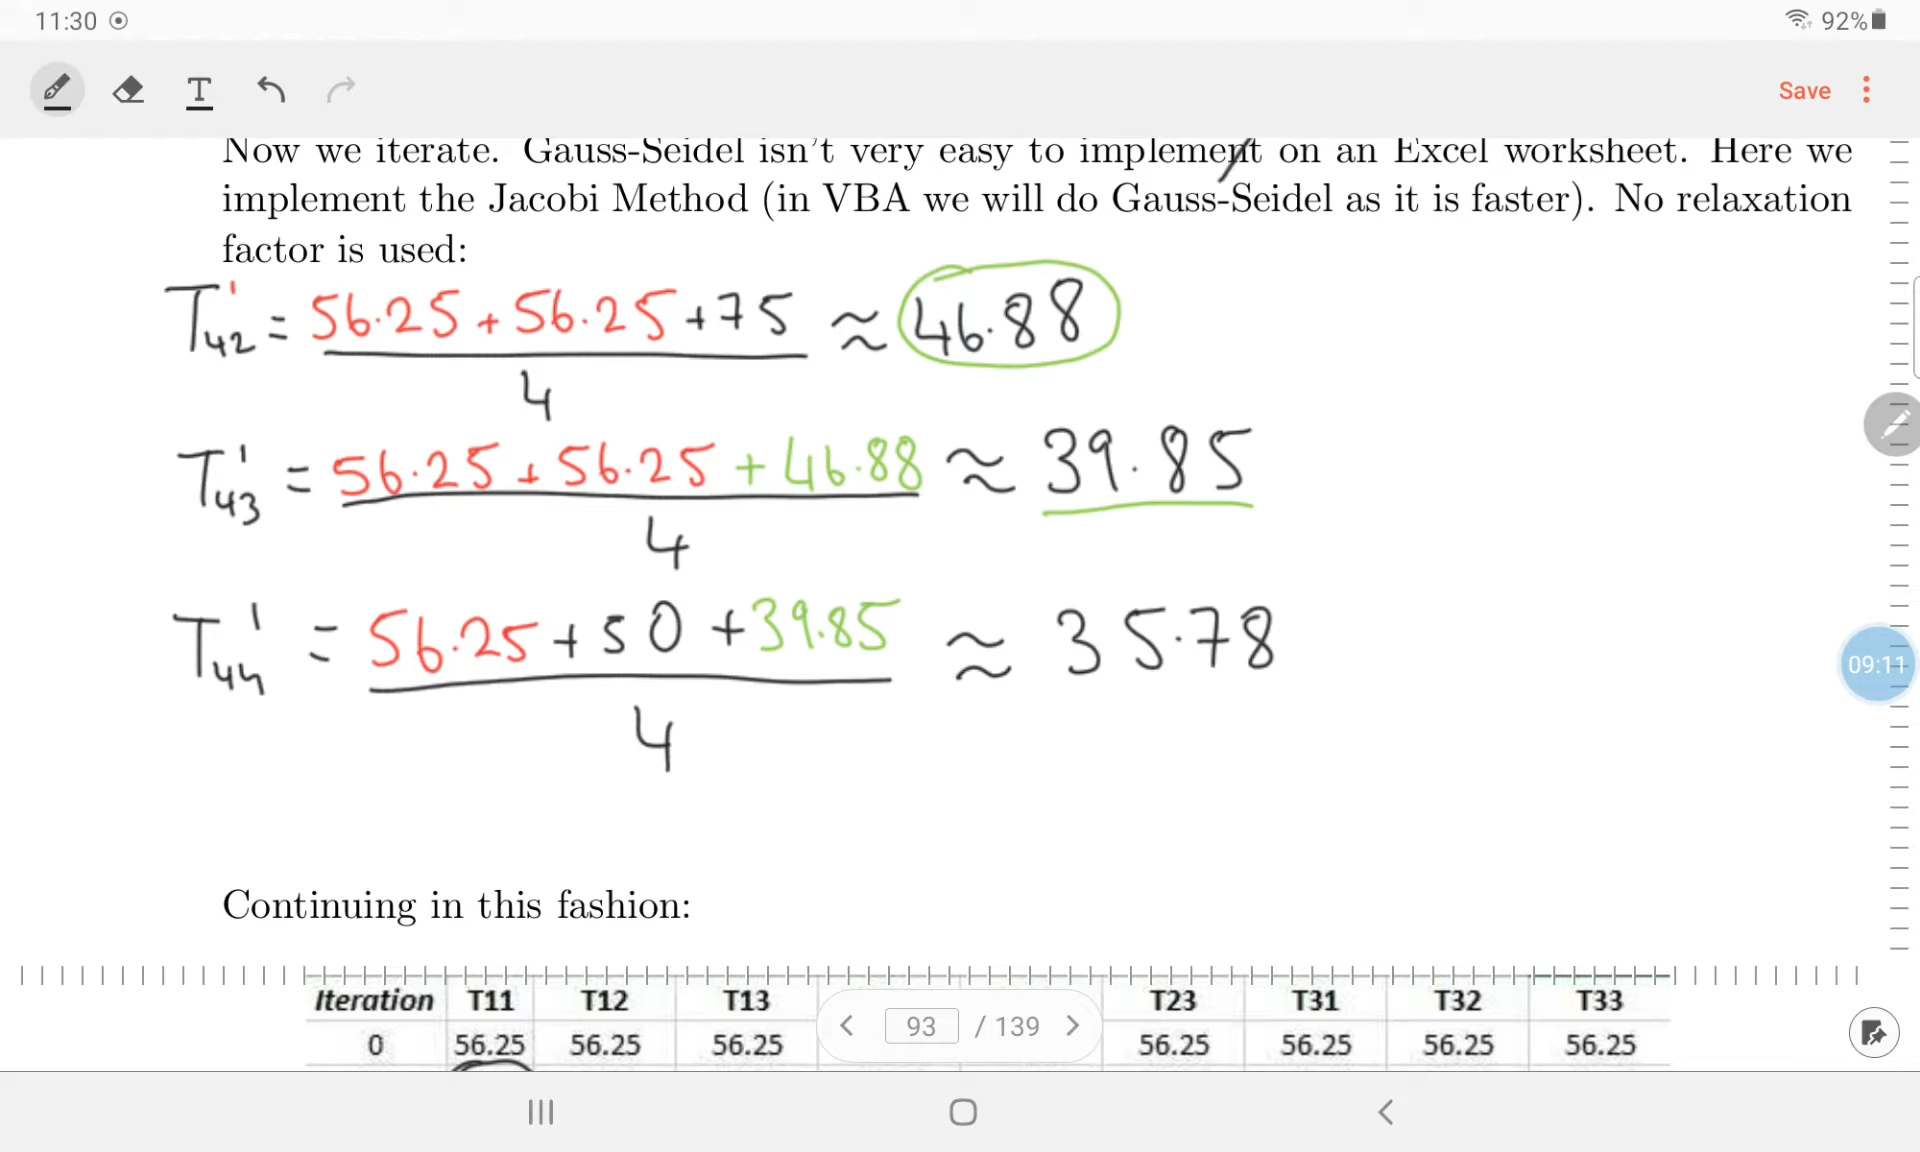 11:30 92%
T Save
Now we iterate. Gauss-Seidel isn't very easy to implement on an Excel worksheet. Here we
implement the Jacobi Method (in VBA we will do Gauss-Seidel as it is faster). No relaxation
factor is used:
T₄₂¹ = 56.25 + 56.25 + 75 ≈ 46.88
4
T₄₃¹ = 56.25 + 56.25 + 46.88 ≈ 39.85
4
09:11
T₄₄¹ = 56.25 + 50 + 39.85 ≈ 35.78
4
Continuing in this fashion:
Iteration T11 T12 T13 T23 T31 T32 T33
93 / 139
0 56.25 56.25 56.25 56.25 56.25 56.25 56.25